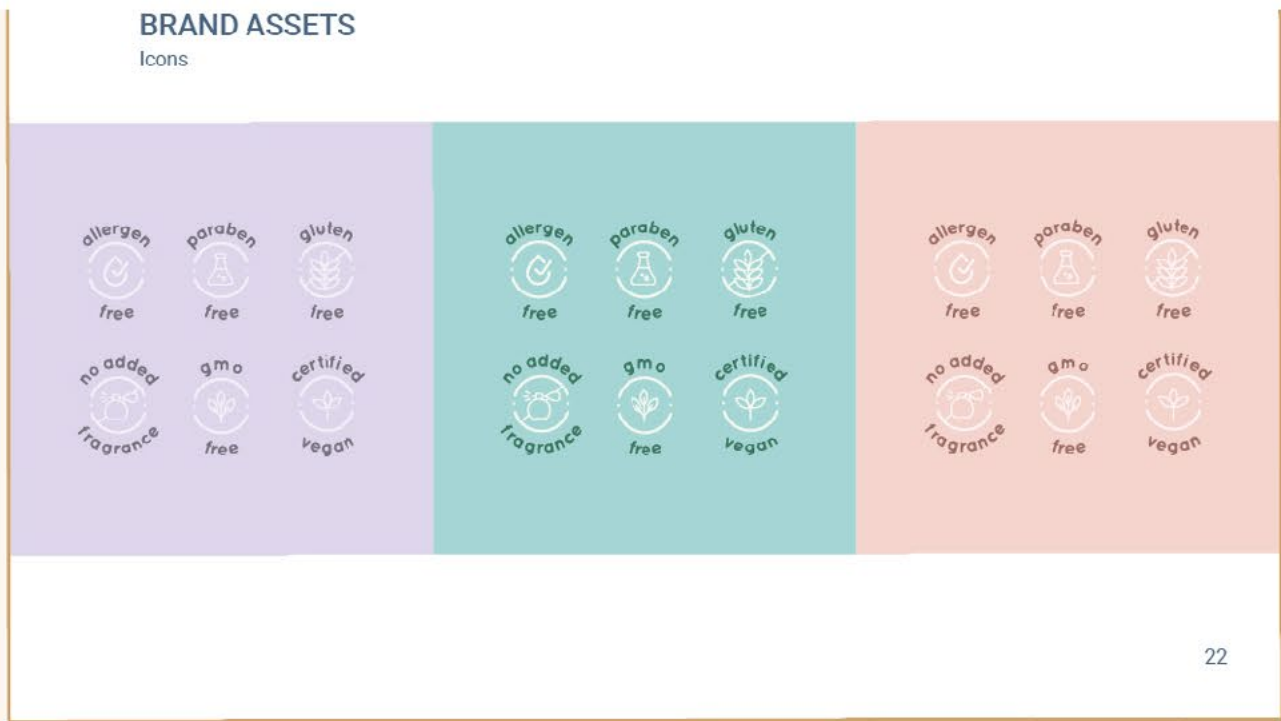 BRAND ASSETS
Icons
allergen free
paraben free
gluten free
no added fragrance
gmo free
certified vegan
allergen free
paraben free
gluten free
no added fragrance
gmo free
certified vegan
allergen free
paraben free
gluten free
no added fragrance
gmo free
certified vegan
22